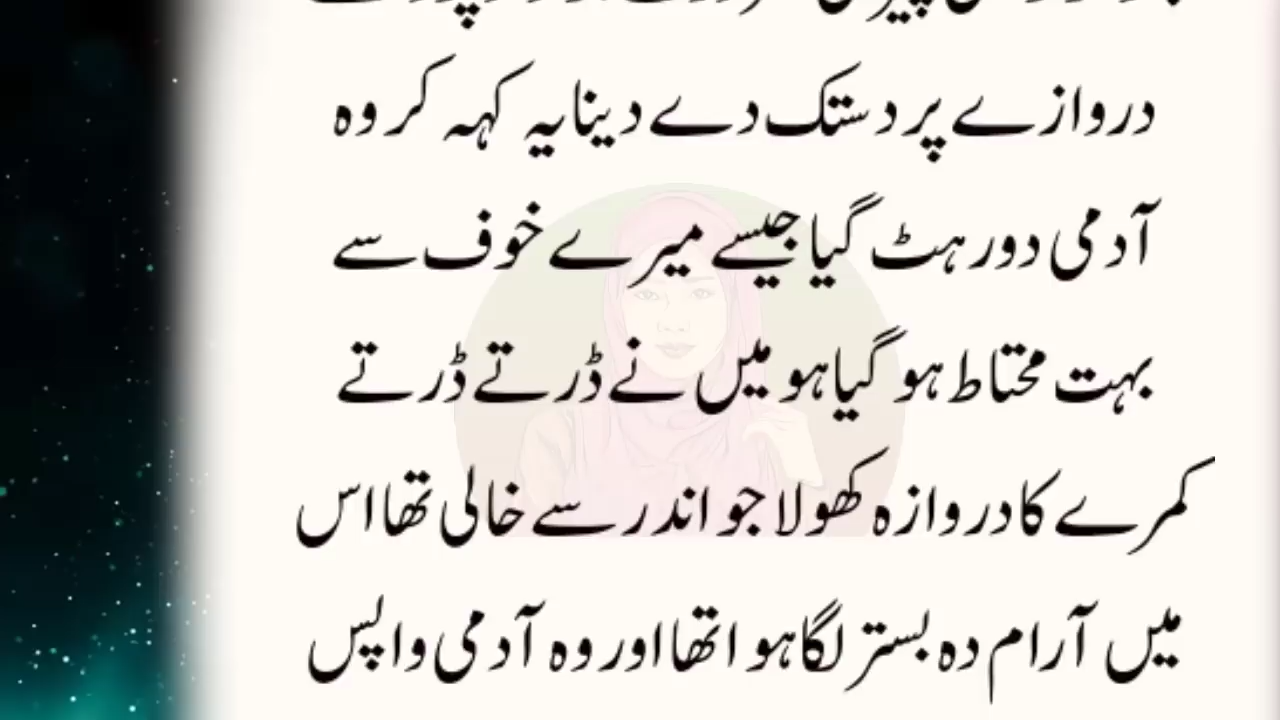 دروازے پر دستک دے دینا یہ کہہ کر وہ
آدمی دور ہٹ گیا جیسے میرے خوف سے
بہت محتاط ہو گیا ہو میں نے ڈرتے ڈرتے
کمرے کا دروازہ کھولا جو اندر سے خالی تھا اس
میں آرام دہ بستر لگا ہوا تھا اور وہ آدمی واپس